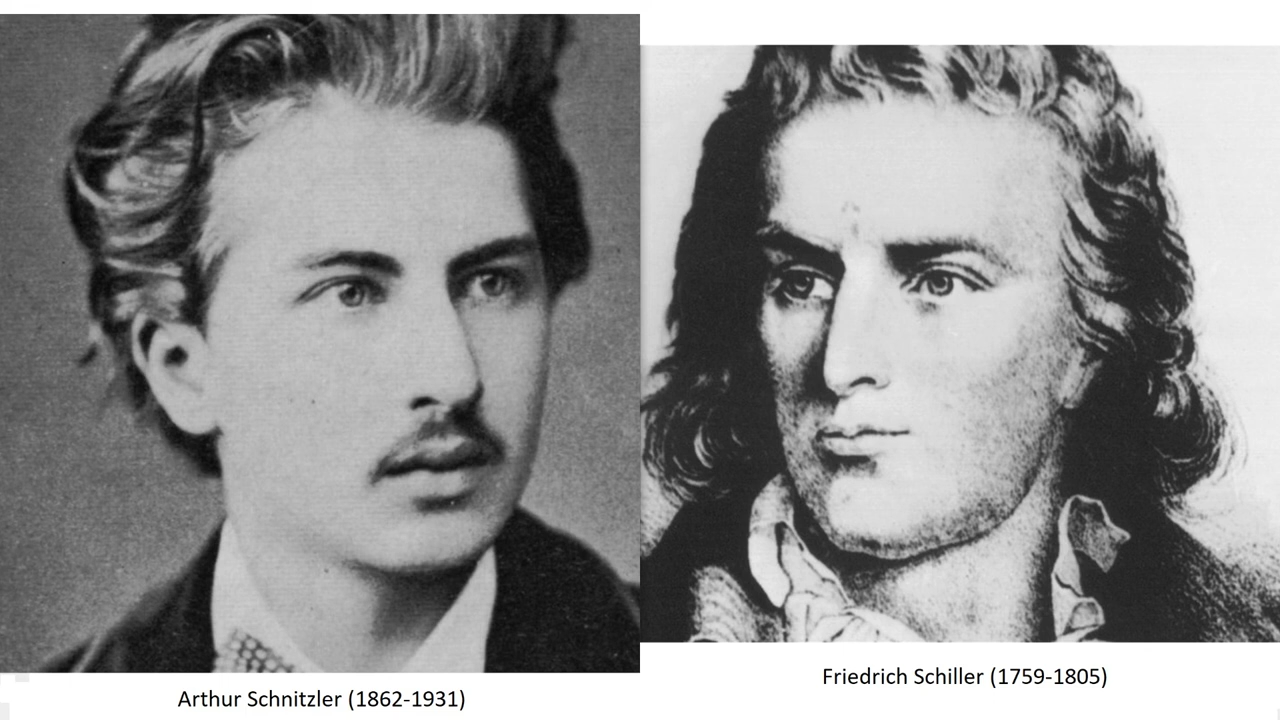 Arthur Schnitzler (1862-1931)
Friedrich Schiller (1759-1805)